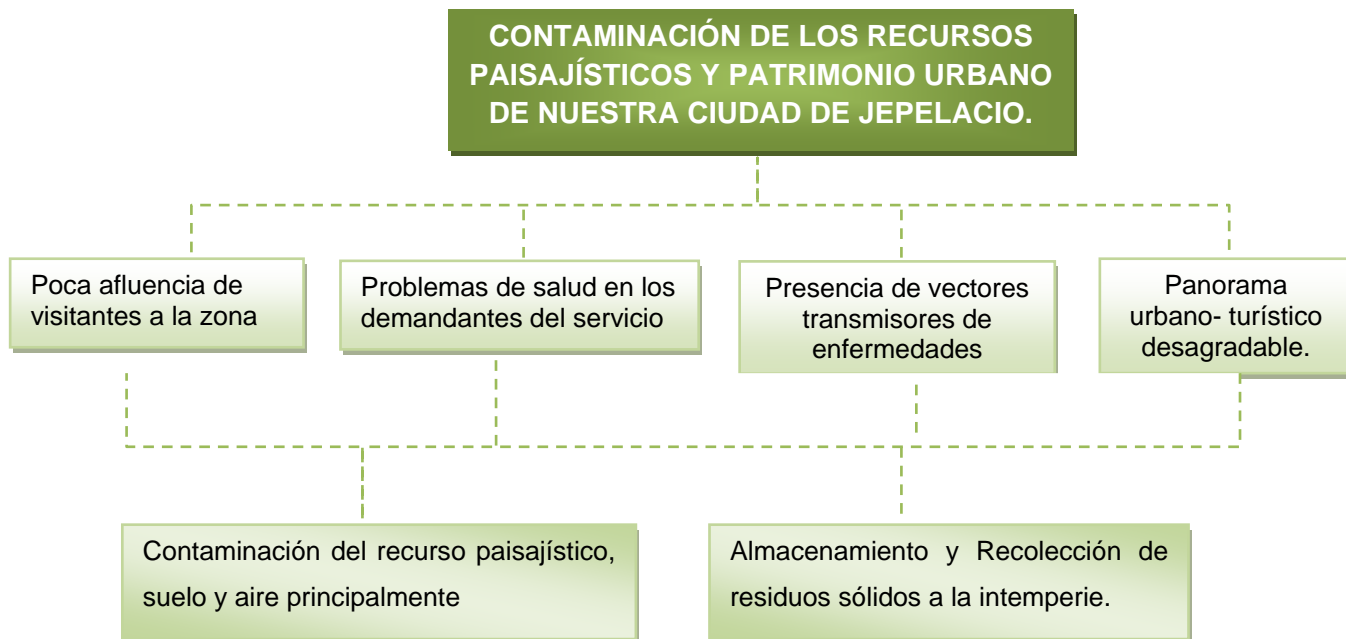 CONTAMINACIÓN DE LOS RECURSOS
PAISAJÍSTICOS Y PATRIMONIO URBANO
DE NUESTRA CIUDAD DE JEPELACIO.
Poca afluencia de
visitantes a la zona
Problemas de salud en los
demandantes del servicio
Presencia de vectores
transmisores de
enfermedades
Panorama
urbano- turístico
desagradable.
Contaminación del recurso paisajístico,
suelo y aire principalmente
Almacenamiento y Recolección de
residuos sólidos a la intemperie.